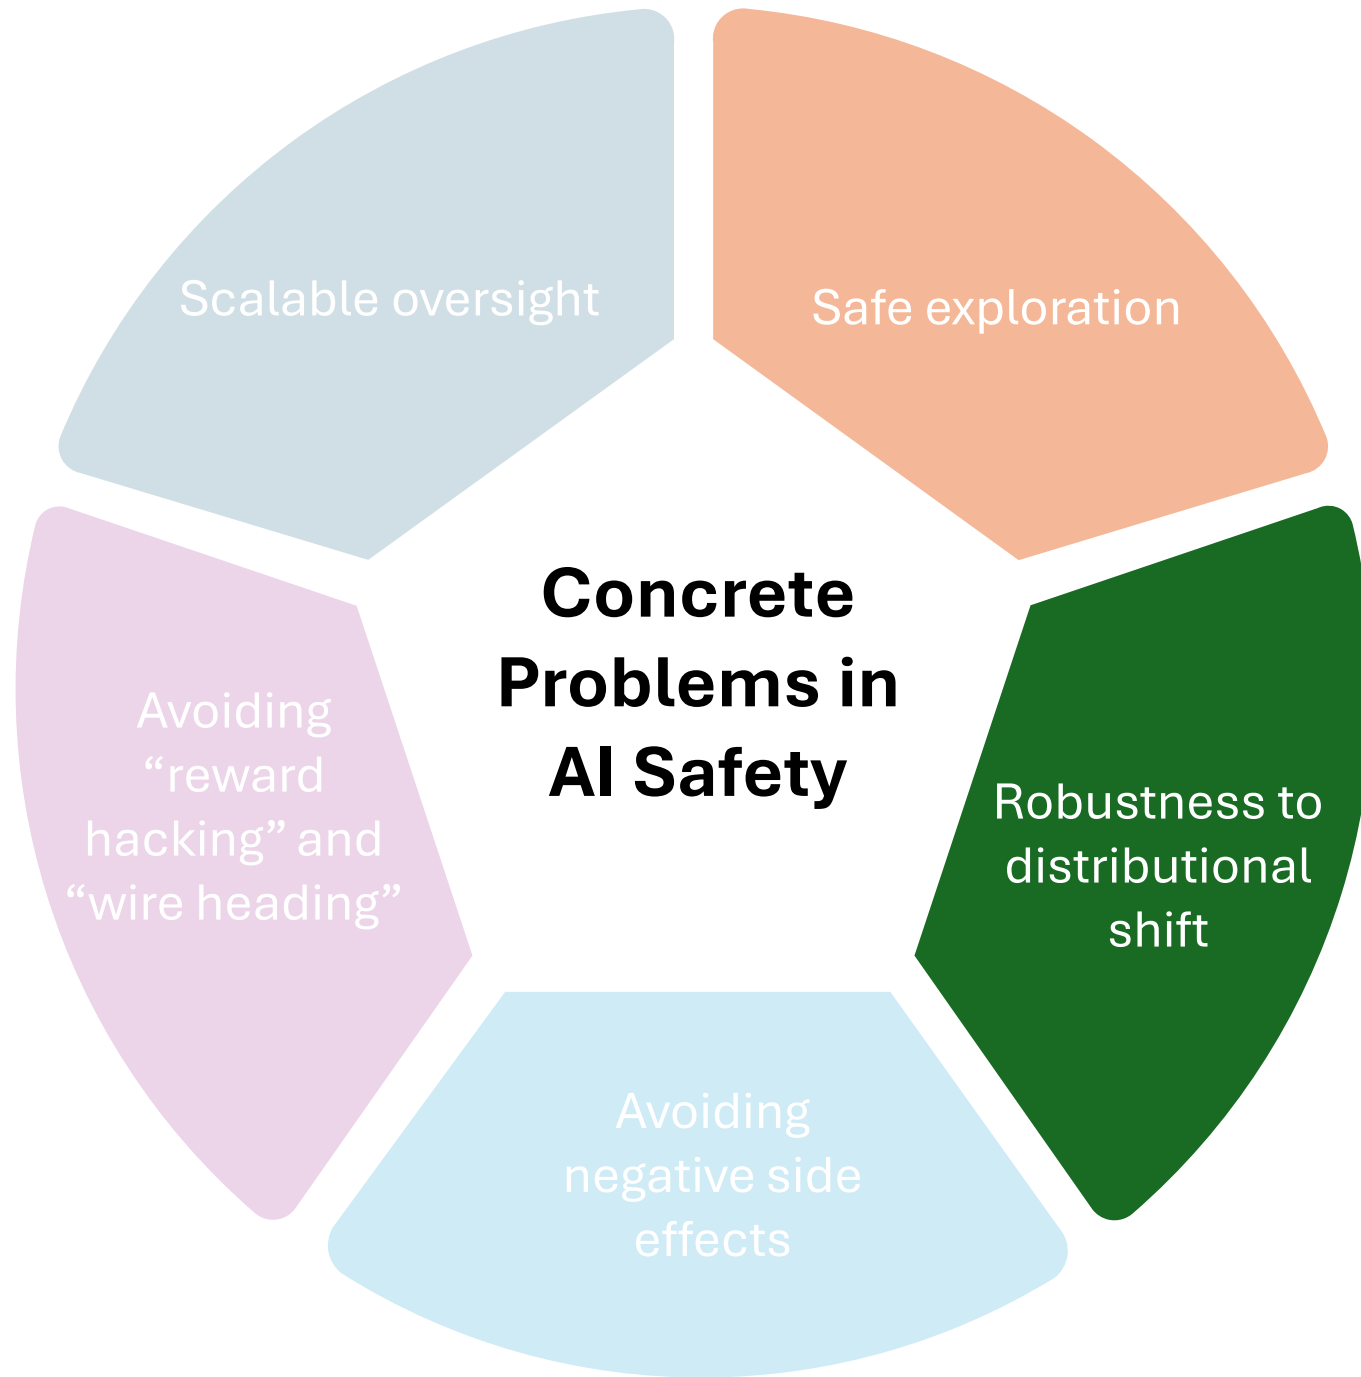 Scalable oversight
Safe exploration
Concrete
Problems in
AI Safety
Avoiding
“reward
hacking” and
“wire heading”
Robustness to
distributional
shift
Avoiding
negative side
effects